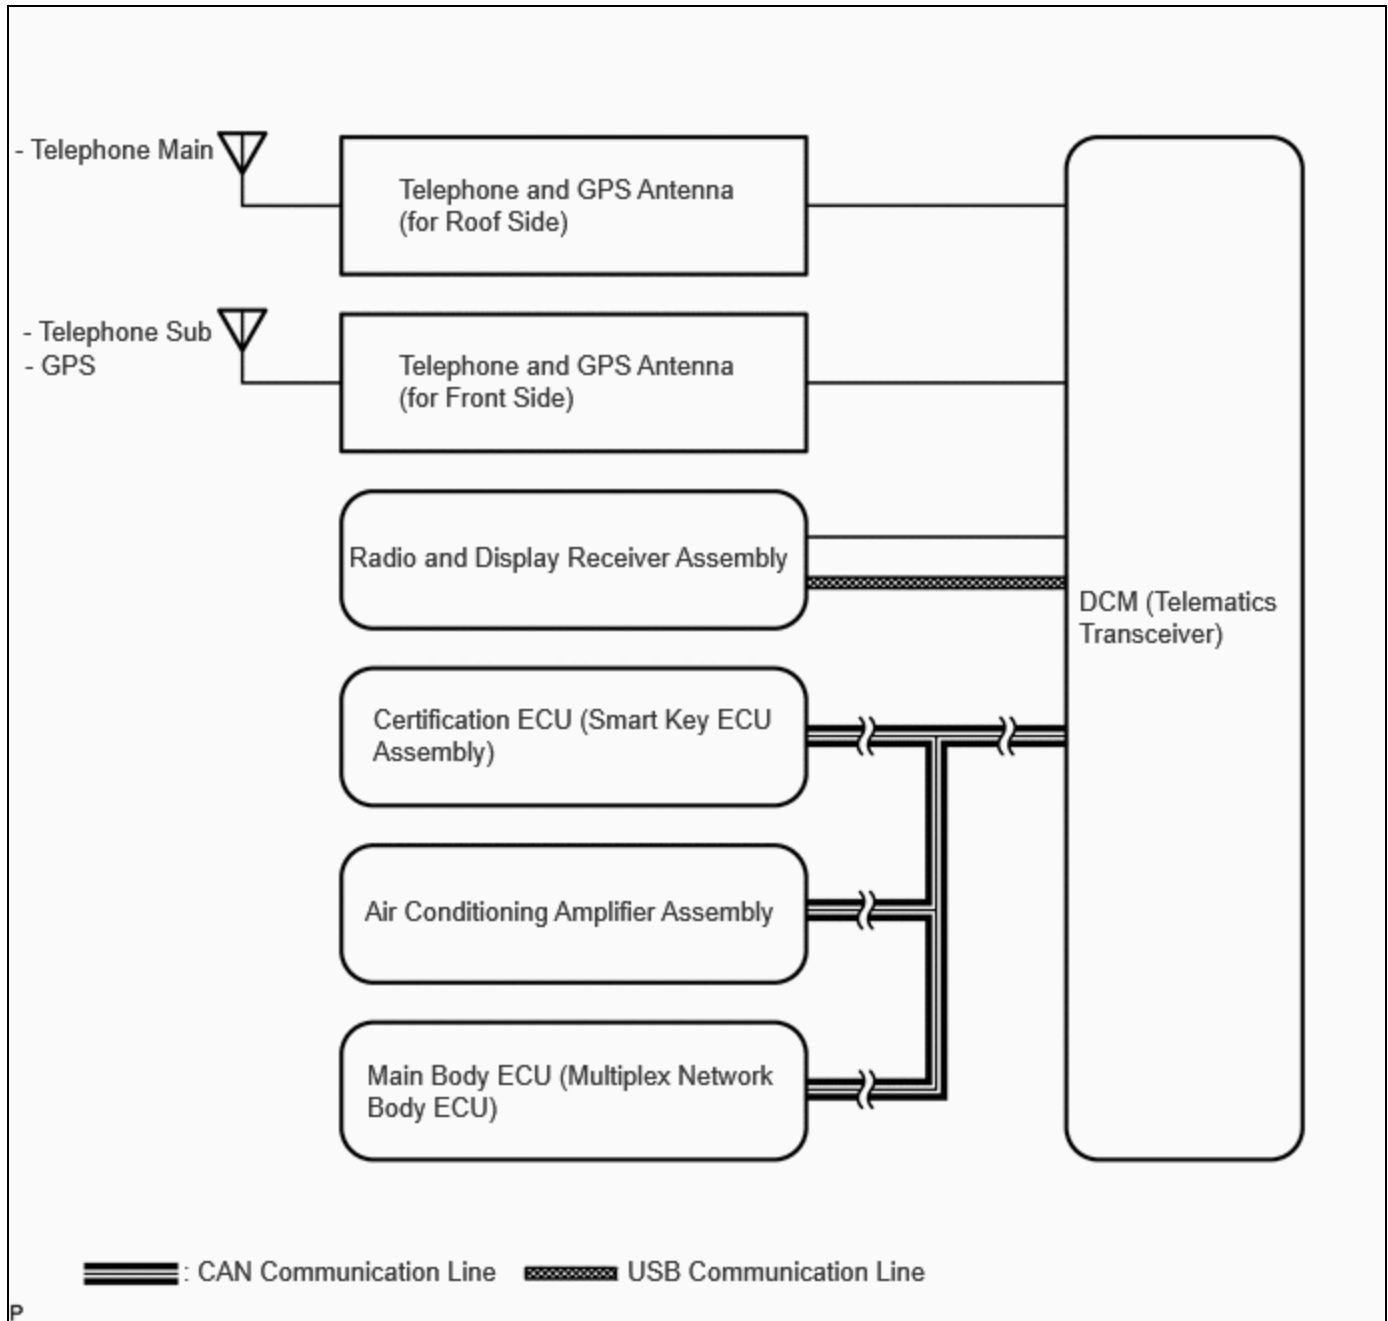 - Telephone Main
Telephone and GPS Antenna
(for Roof Side)
- Telephone Sub
- GPS
Telephone and GPS Antenna
(for Front Side)
Radio and Display Receiver Assembly
DCM (Telematics
Transceiver)
Certification ECU (Smart Key ECU
Assembly)
Air Conditioning Amplifier Assembly
Main Body ECU (Multiplex Network
Body ECU)
: CAN Communication Line
USB Communication Line
P